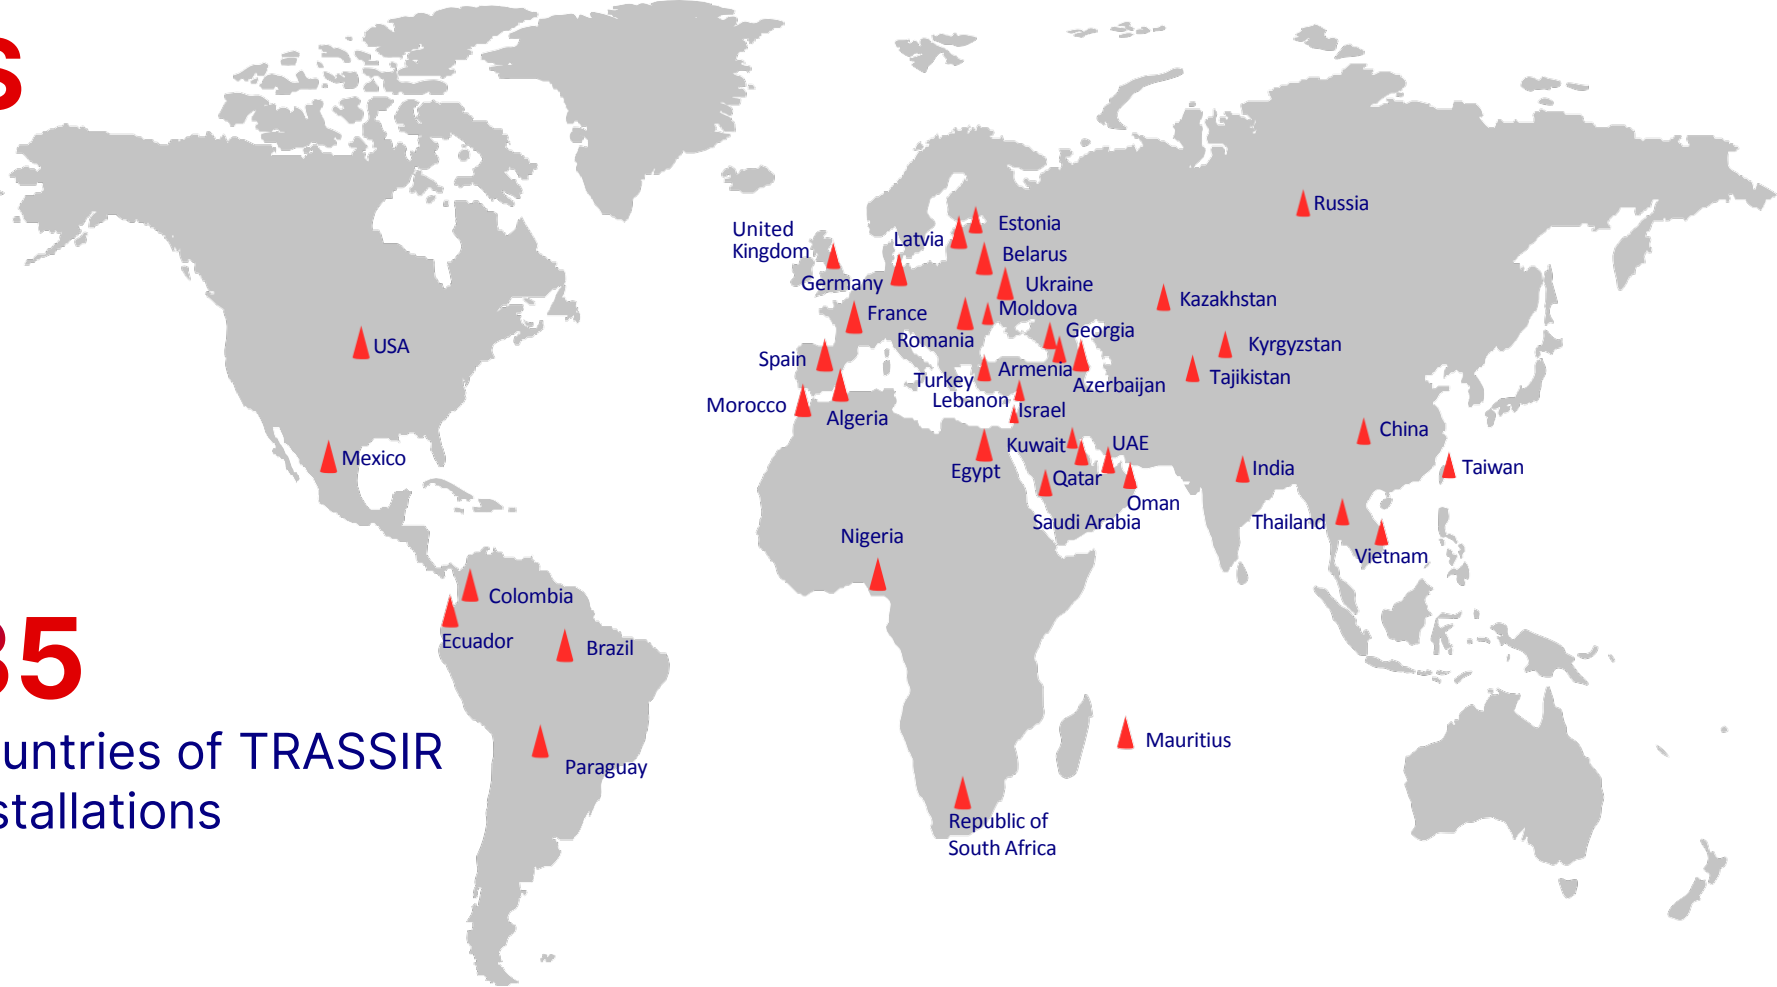 s
Russia
United
Kingdom
Latvia
Estonia
Belarus
Germany
Ukraine
Kazakhstan
France
Moldova
Romania
Georgia
USA
Kyrgyzstan
Spain
Turkey
Armenia
Azerbaijan
Tajikistan
Lebanon
Morocco
Algeria
Israel
China
Mexico
Egypt
Kuwait
UAE
India
Taiwan
Qatar
Oman
Saudi Arabia
Thailand
Nigeria
Vietnam
Colombia
Ecuador
Brazil
35
untries of TRASSIR
stallations
Paraguay
Mauritius
Republic of
South Africa